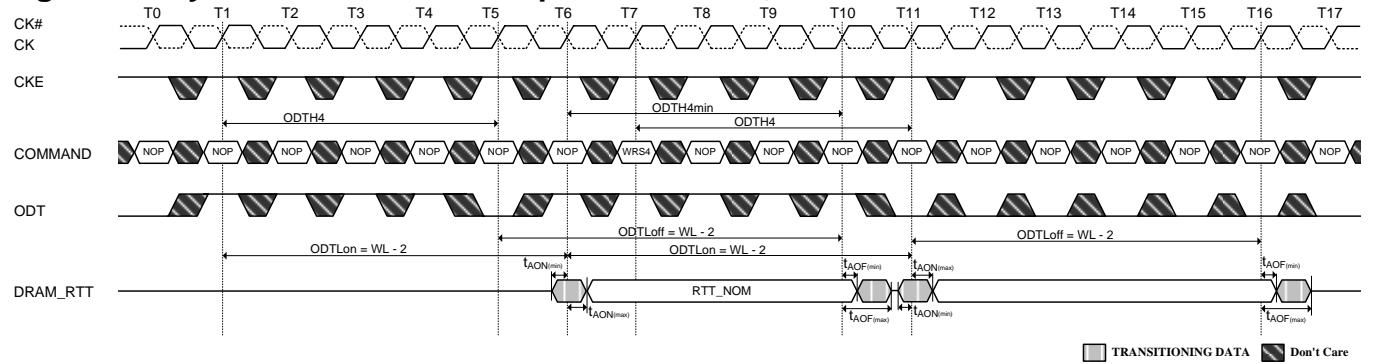 T0 T1 T2 T3 T4 T5 T6 T7 T8 T9 T10 T11 T12 T13 T14 T15 T16 T17
CK#
CK
CKE
ODTH4 ODTH4min
ODTH4
COMMAND NOP NOP NOP NOP NOP NOP NOP WRS4 NOP NOP NOP NOP NOP NOP NOP NOP NOP NOP
ODT
ODTLoff = WL - 2 ODTLoff = WL - 2
ODTLon = WL - 2 ODTLon = WL - 2
tAON(min) tAOF(min) tAON(max) tAOF(min)
DRAM_RTT RTT_NOM
tAON(max) tAOF(max) tAON(min) tAOF(max)
TRANSITIONING DATA Don't Care